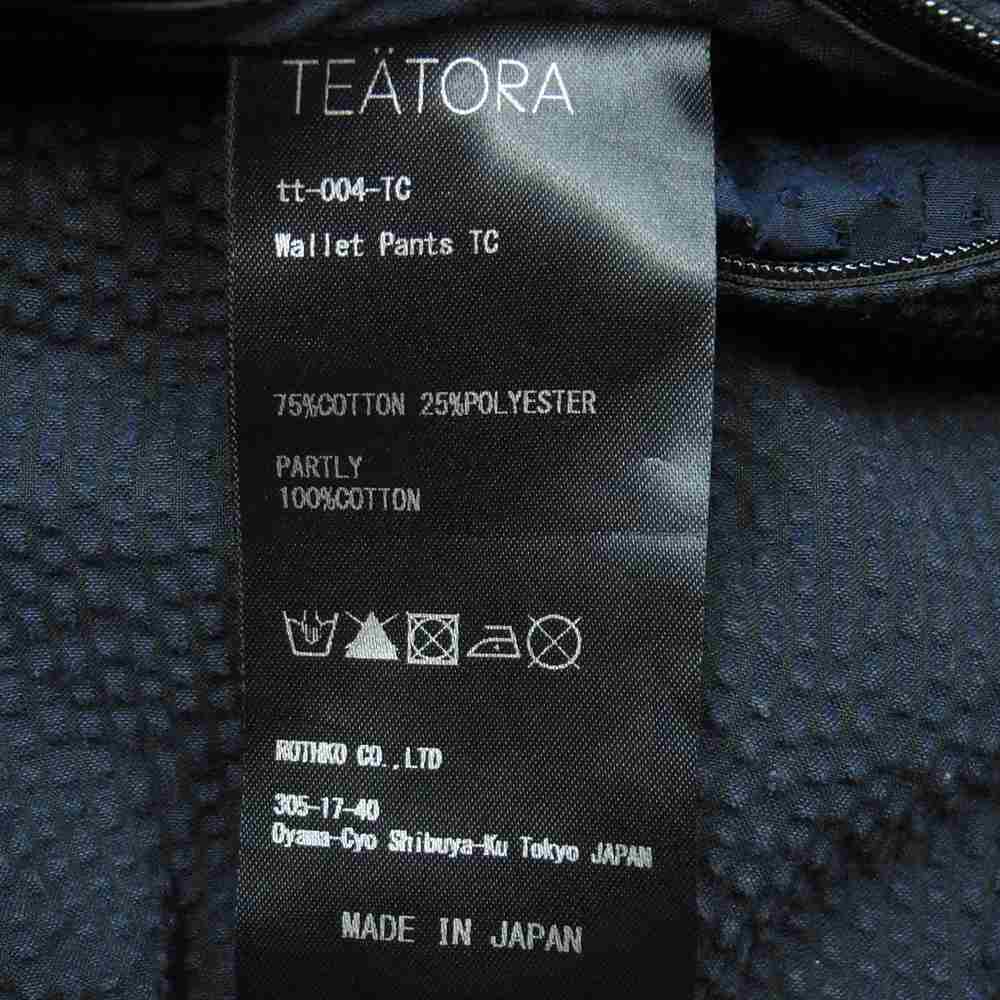 TEÄTORA
tt-004-TC
Wallet Pants TC
75%COTTON 25%POLYESTER
PARTLY
100%COTTON
ROTHKO CO.,LTD
305-17-40
Oyama-Cyo Shibuya-Ku Tokyo JAPAN
MADE IN JAPAN